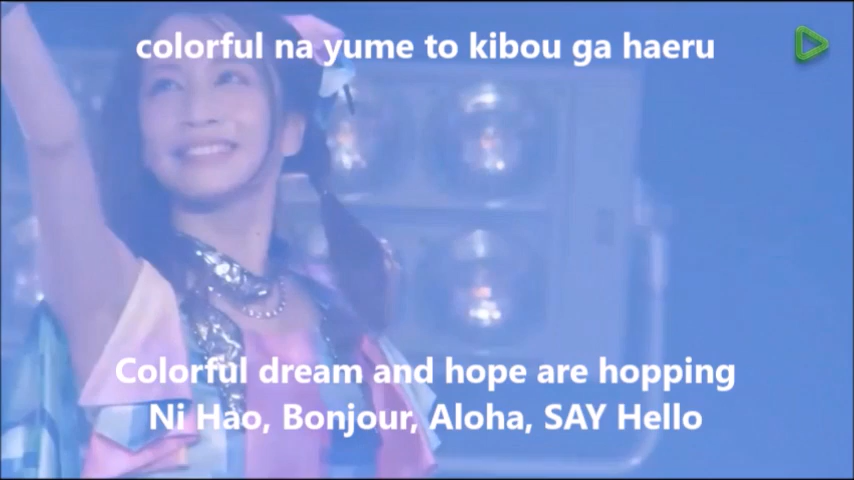 colorful na yume to kibou ga haeru
Colorful dream and hope are hopping
Ni Hao, Bonjour, Aloha, SAY Hello